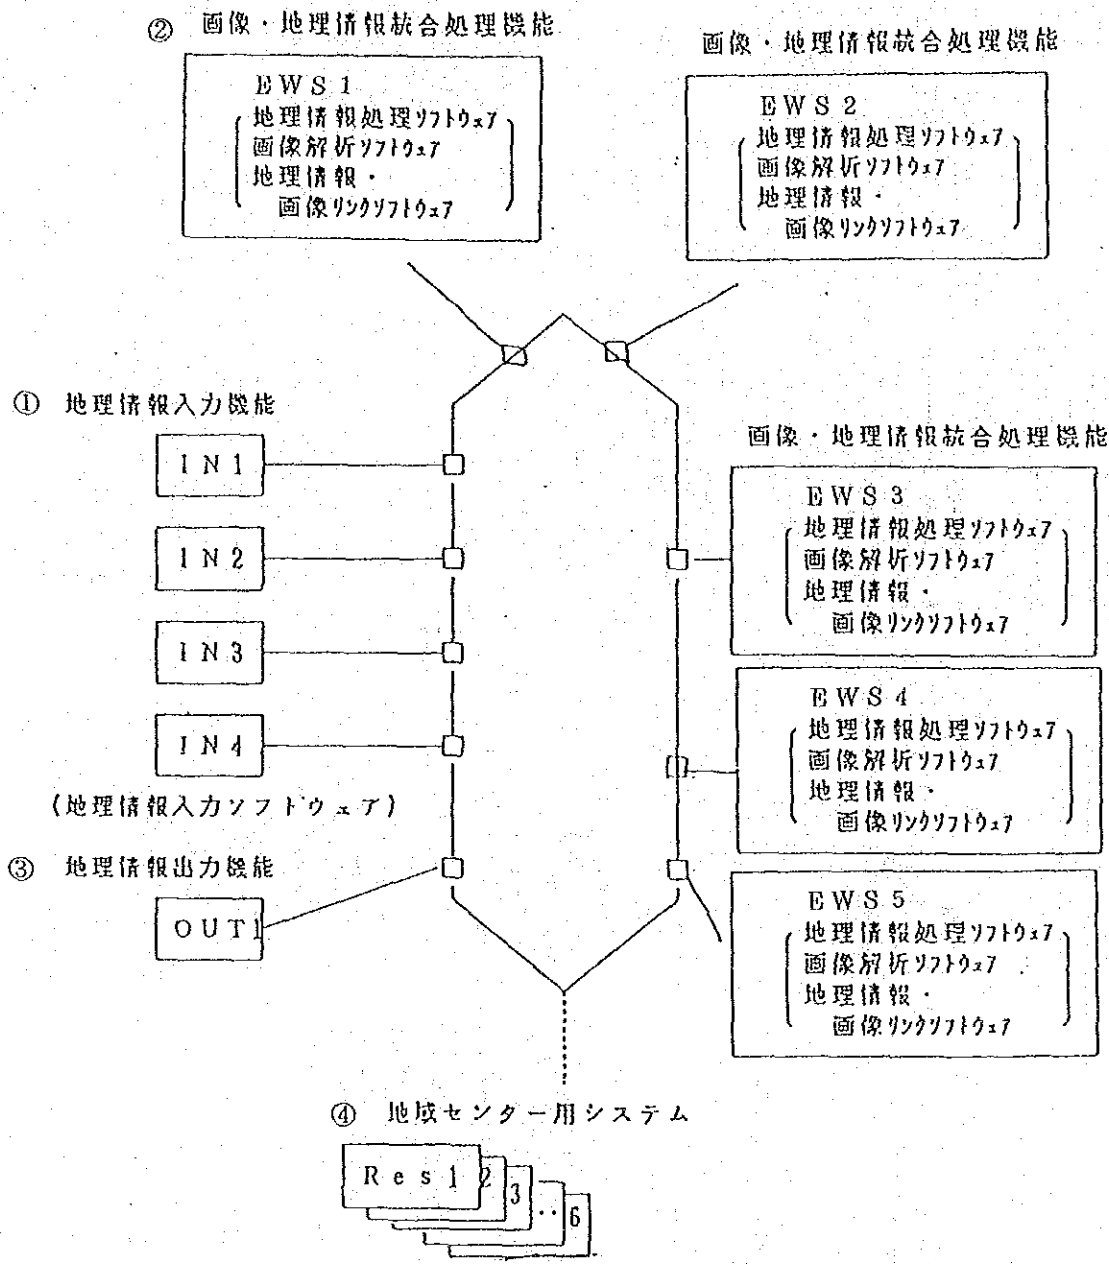 ② 画像・地理情報統合処理機能
EWS1
地理情報処理ソフトウェア
画像解析ソフトウェア
地理情報・
画像リンクソフトウェア
画像・地理情報統合処理機能
EWS2
地理情報処理ソフトウェア
画像解析ソフトウェア
地理情報・
画像リンクソフトウェア
① 地理情報入力機能
IN1
IN2
IN3
IN4
(地理情報入力ソフトウェア)
③ 地理情報出力機能
OUT1
画像・地理情報統合処理機能
EWS3
地理情報処理ソフトウェア
画像解析ソフトウェア
地理情報・
画像リンクソフトウェア
EWS4
地理情報処理ソフトウェア
画像解析ソフトウェア
地理情報・
画像リンクソフトウェア
EWS5
地理情報処理ソフトウェア
画像解析ソフトウェア
地理情報・
画像リンクソフトウェア
④ 地域センター用システム
Res1 2 3 ‥ 6